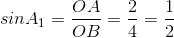 sinA₁ = OA/OB = 2/4 = 1/2